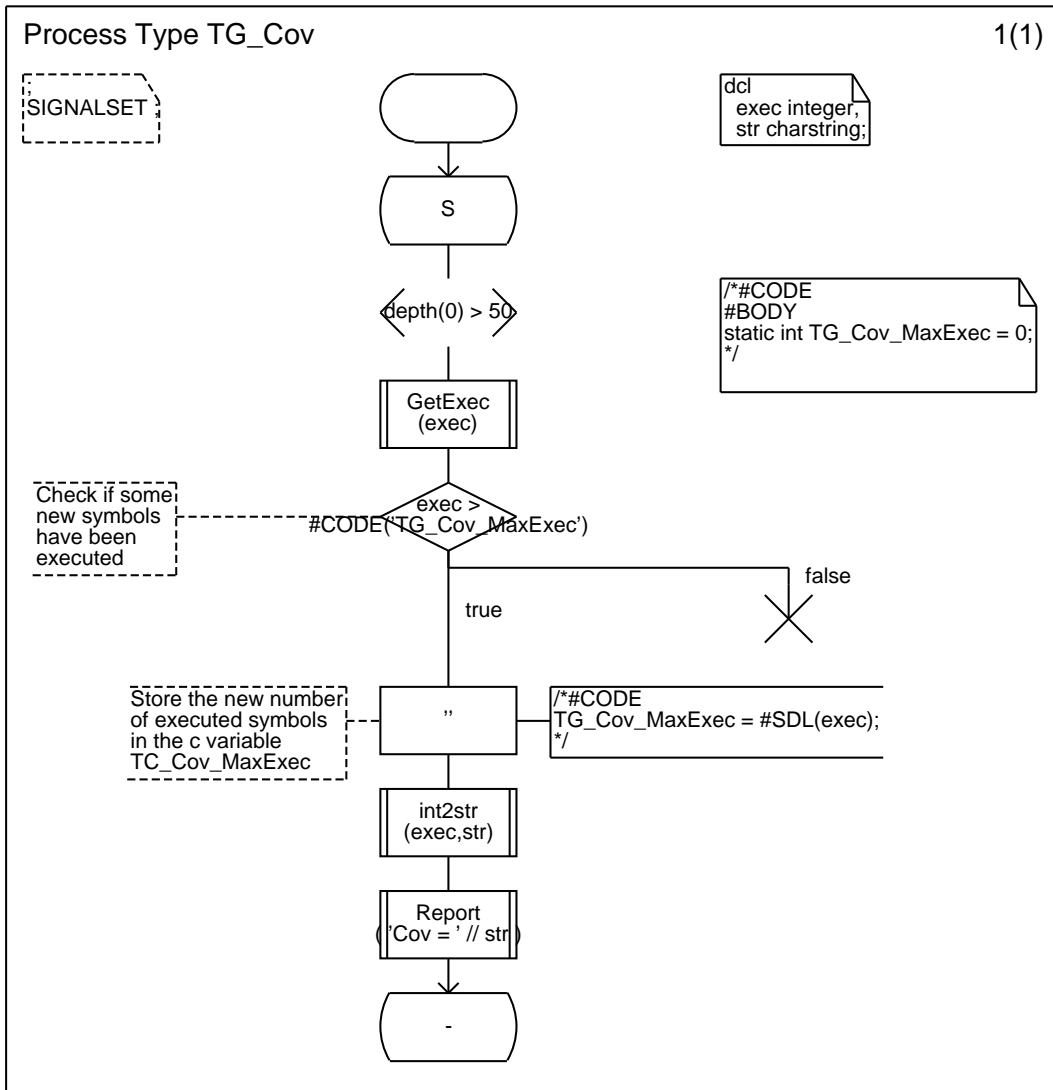 Process Type TG_Cov
1(1)
;
SIGNALSET ;
dcl
exec integer,
str charstring;
S
depth(0) > 50
/*#CODE
#BODY
static int TG_Cov_MaxExec = 0;
*/
GetExec
(exec)
Check if some
new symbols
have been
executed
exec >
#CODE('TG_Cov_MaxExec')
false
true
Store the new number
of executed symbols
in the c variable
TC_Cov_MaxExec
''
/*#CODE
TG_Cov_MaxExec = #SDL(exec);
*/
int2str
(exec,str)
Report
( 'Cov = ' // str )
-